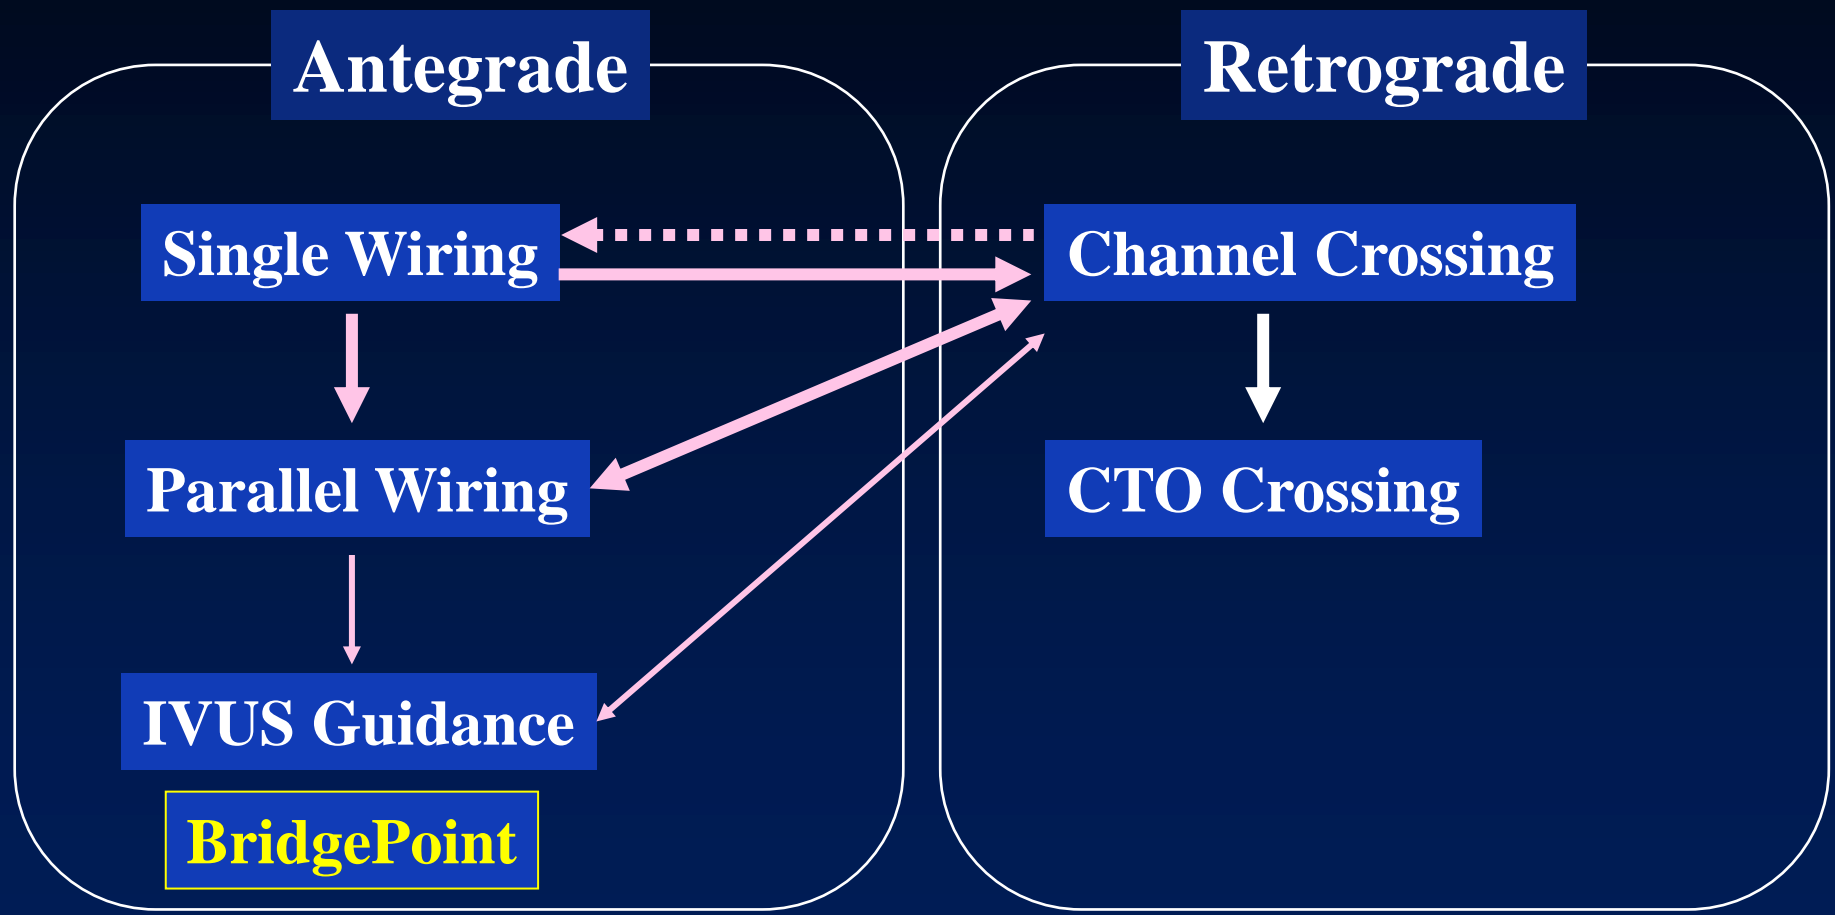 Antegrade
Retrograde
Single Wiring
Channel Crossing
Parallel Wiring
CTO Crossing
IVUS Guidance
BridgePoint